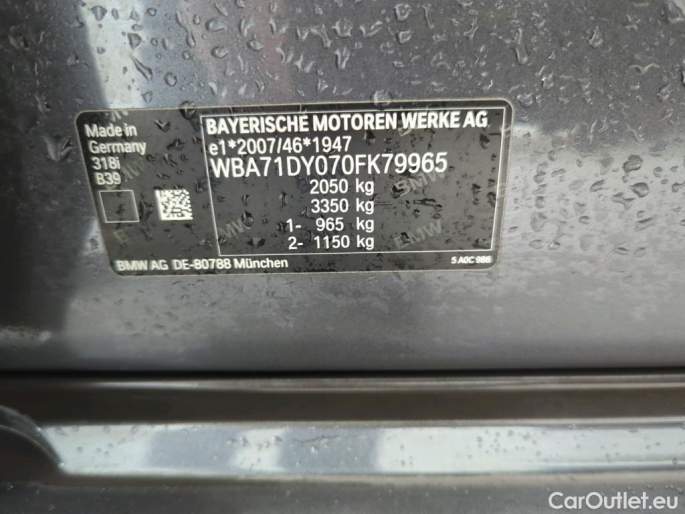 Made in
Germany
318i
B39
BAYERISCHE MOTOREN WERKE AG
e1*2007/46*1947
WBA71DY070FK79965
2050 kg
3350 kg
1- 965 kg
2- 1150 kg
BMW AG DE-80788 München
5 A0C 986
CarOutlet.eu